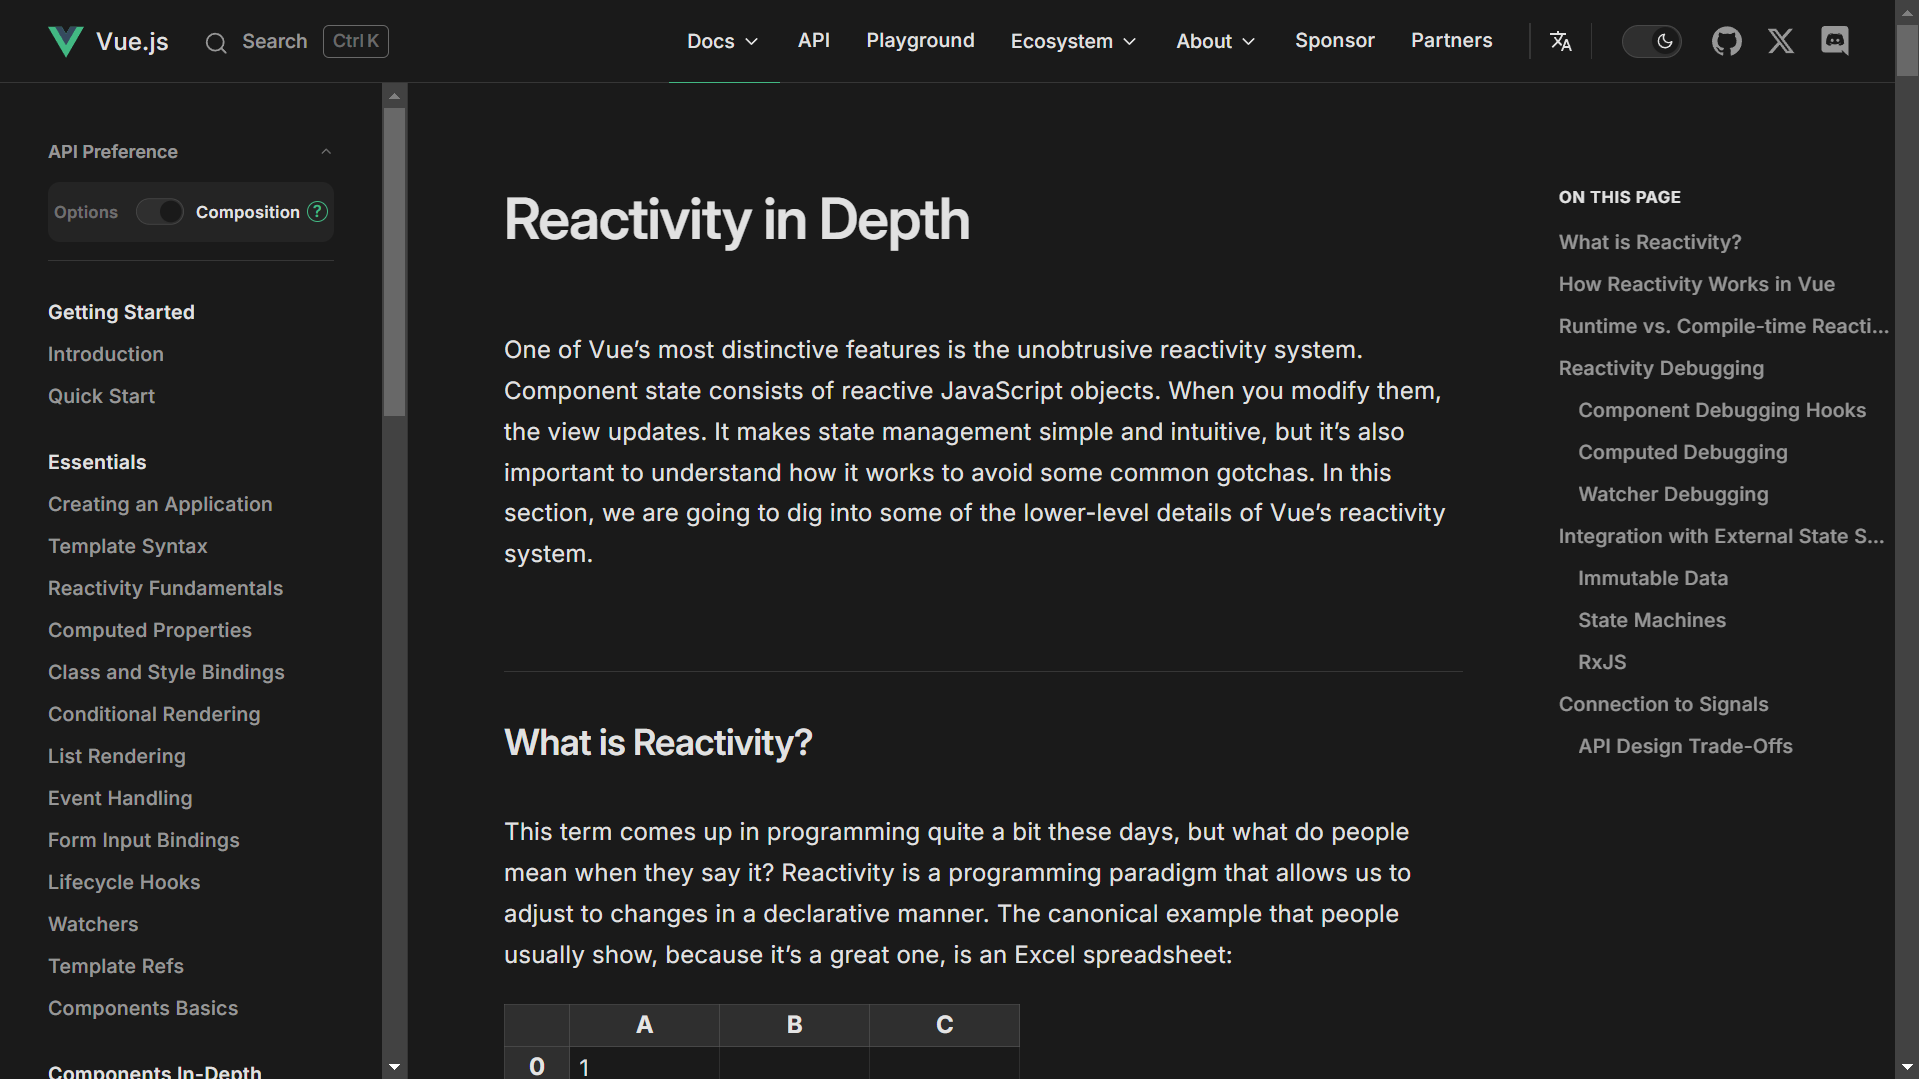 Vue.js
Search
Ctrl K
Docs
API
Playground
Ecosystem
About
Sponsor
Partners
API Preference
Options
Composition
?
Getting Started
Introduction
Quick Start
Essentials
Creating an Application
Template Syntax
Reactivity Fundamentals
Computed Properties
Class and Style Bindings
Conditional Rendering
List Rendering
Event Handling
Form Input Bindings
Lifecycle Hooks
Watchers
Template Refs
Components Basics
Components In-Depth
Reactivity in Depth
One of Vue’s most distinctive features is the unobtrusive reactivity system.
Component state consists of reactive JavaScript objects. When you modify them,
the view updates. It makes state management simple and intuitive, but it’s also
important to understand how it works to avoid some common gotchas. In this
section, we are going to dig into some of the lower-level details of Vue’s reactivity
system.
What is Reactivity?
This term comes up in programming quite a bit these days, but what do people
mean when they say it? Reactivity is a programming paradigm that allows us to
adjust to changes in a declarative manner. The canonical example that people
usually show, because it’s a great one, is an Excel spreadsheet:
A B C
0 1
ON THIS PAGE
What is Reactivity?
How Reactivity Works in Vue
Runtime vs. Compile-time Reacti...
Reactivity Debugging
Component Debugging Hooks
Computed Debugging
Watcher Debugging
Integration with External State S...
Immutable Data
State Machines
RxJS
Connection to Signals
API Design Trade-Offs